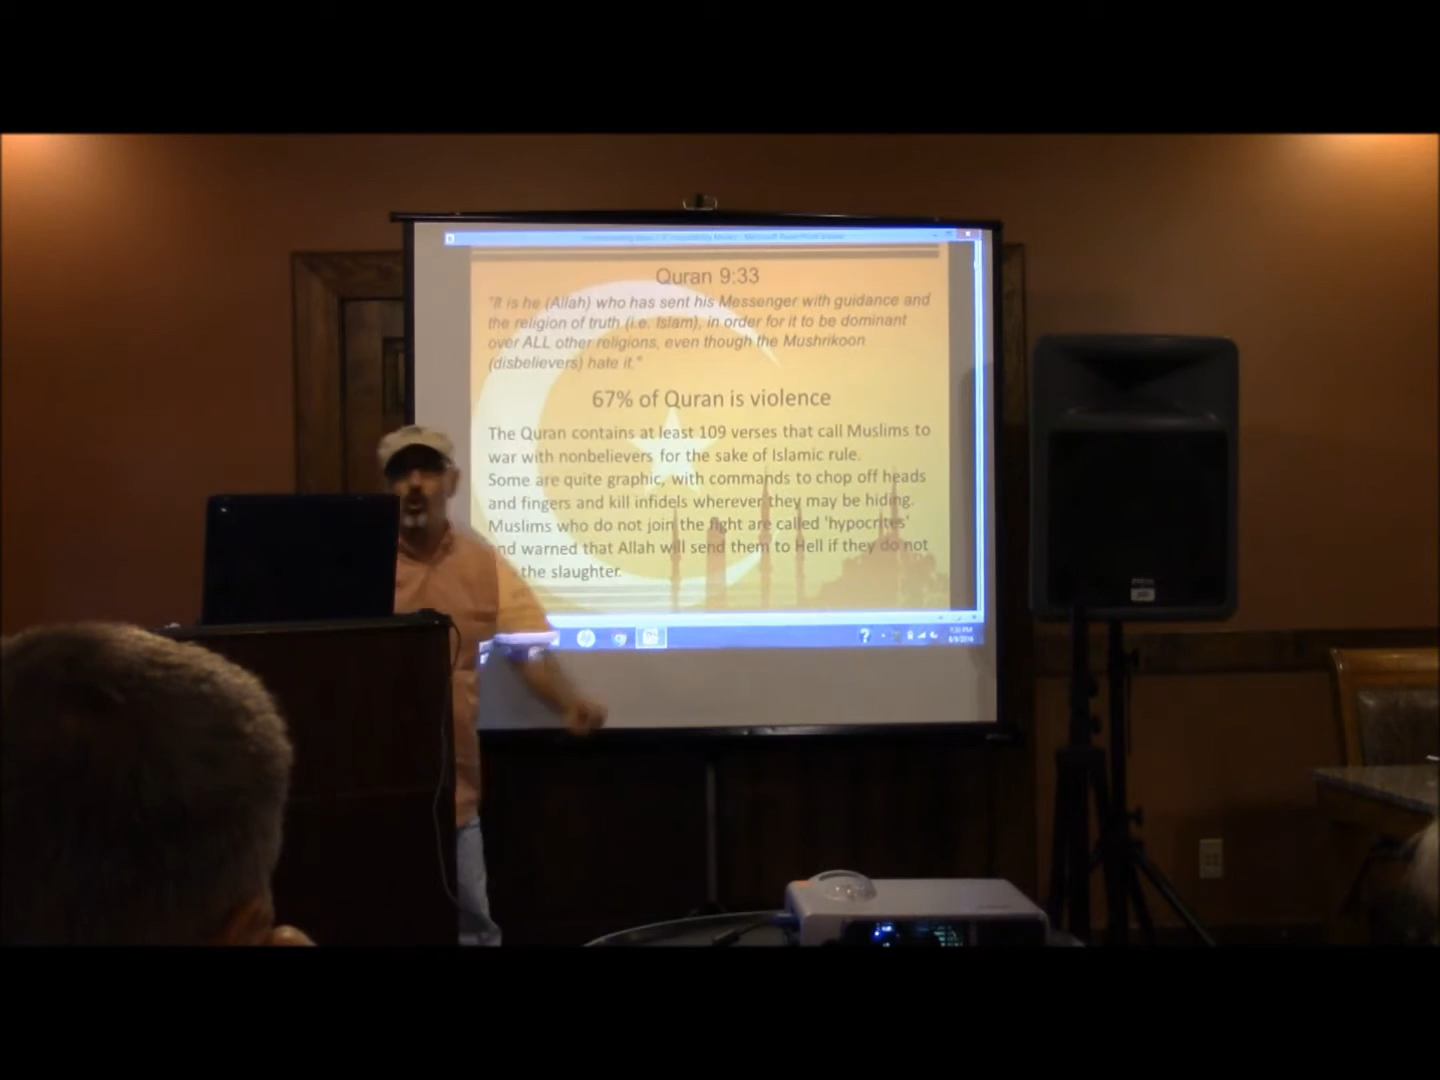 Quran 9:33
"It is he (Allah) who has sent his Messenger with guidance and
the religion of truth (i.e. Islam), in order for it to be dominant
over ALL other religions, even though the Mushrikoon
(disbelievers) hate it."
67% of Quran is violence
The Quran contains at least 109 verses that call Muslims to
war with nonbelievers for the sake of Islamic rule.
Some are quite graphic, with commands to chop off heads
and fingers and kill infidels wherever they may be hiding.
Muslims who do not join the fight are called 'hypocrites'
and warned that Allah will send them to Hell if they do not
the slaughter.